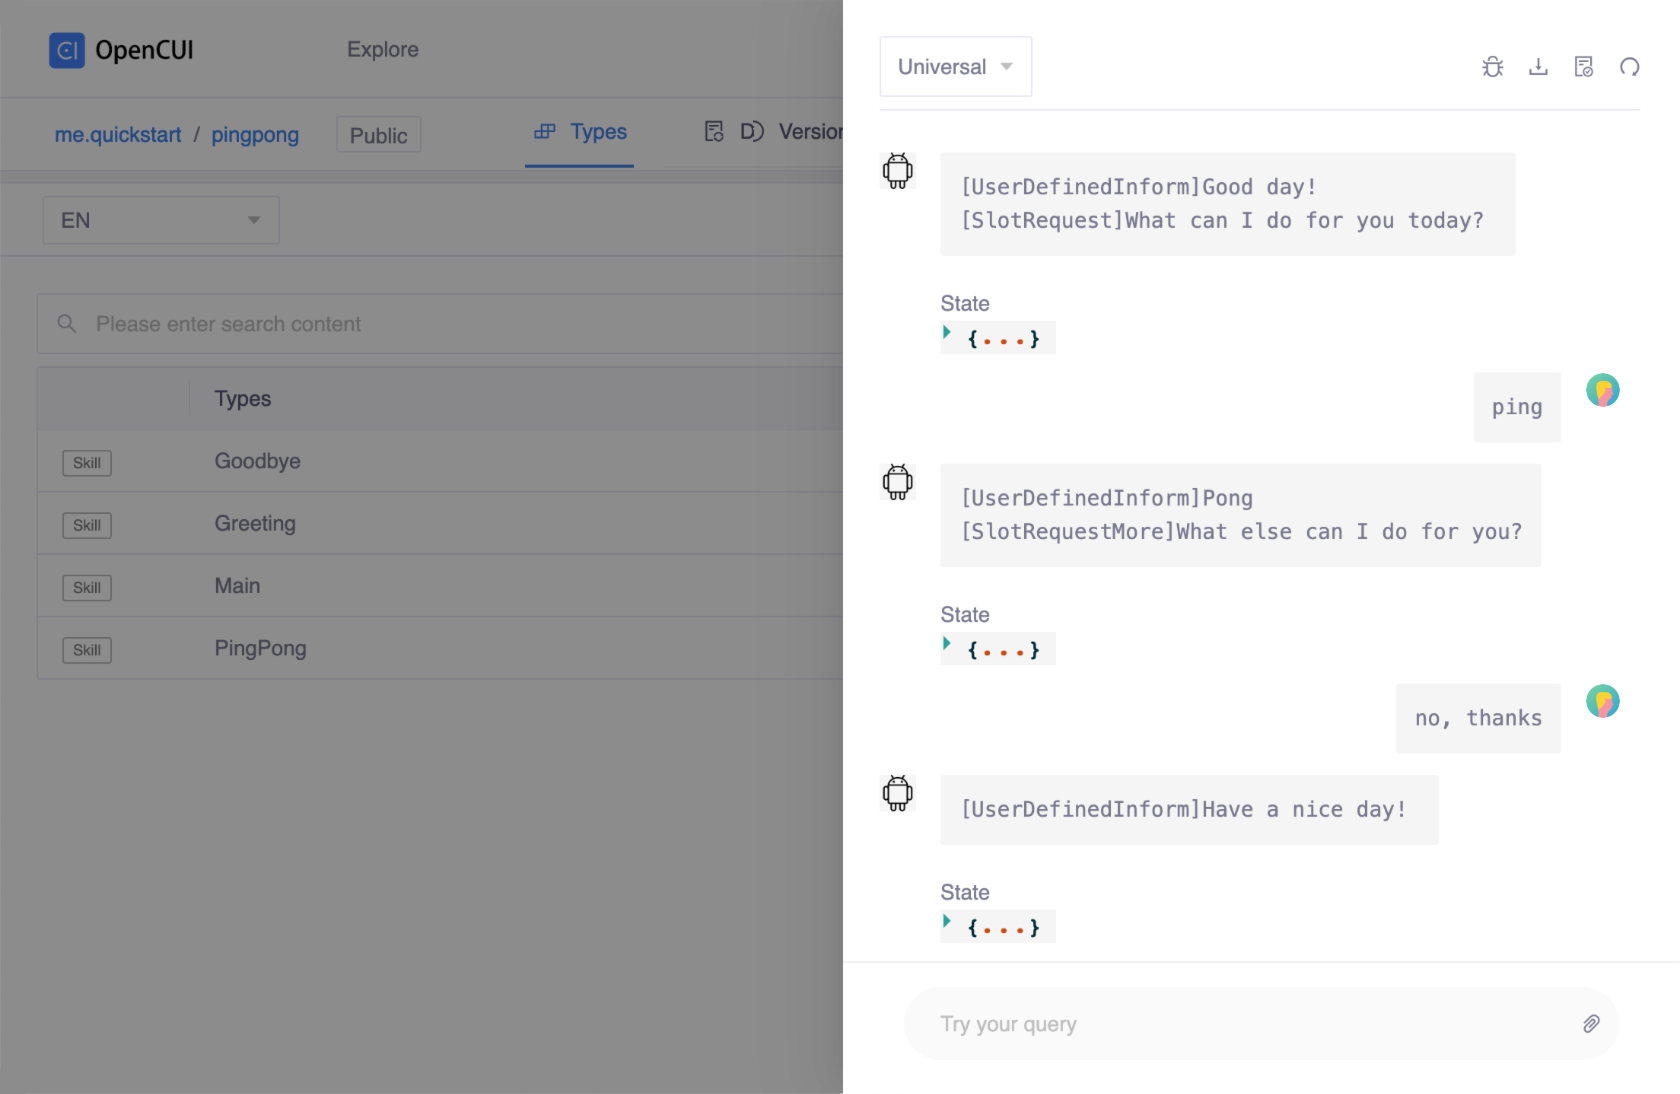 OpenCUI
Explore
me.quickstart / pingpong
Public
Types
Version
EN
Please enter search content
Types
Skill Goodbye
Skill Greeting
Skill Main
Skill PingPong
Universal
[UserDefinedInform]Good day!
[SlotRequest]What can I do for you today?
State
{...}
ping
[UserDefinedInform]Pong
[SlotRequestMore]What else can I do for you?
State
{...}
no, thanks
[UserDefinedInform]Have a nice day!
State
{...}
Try your query